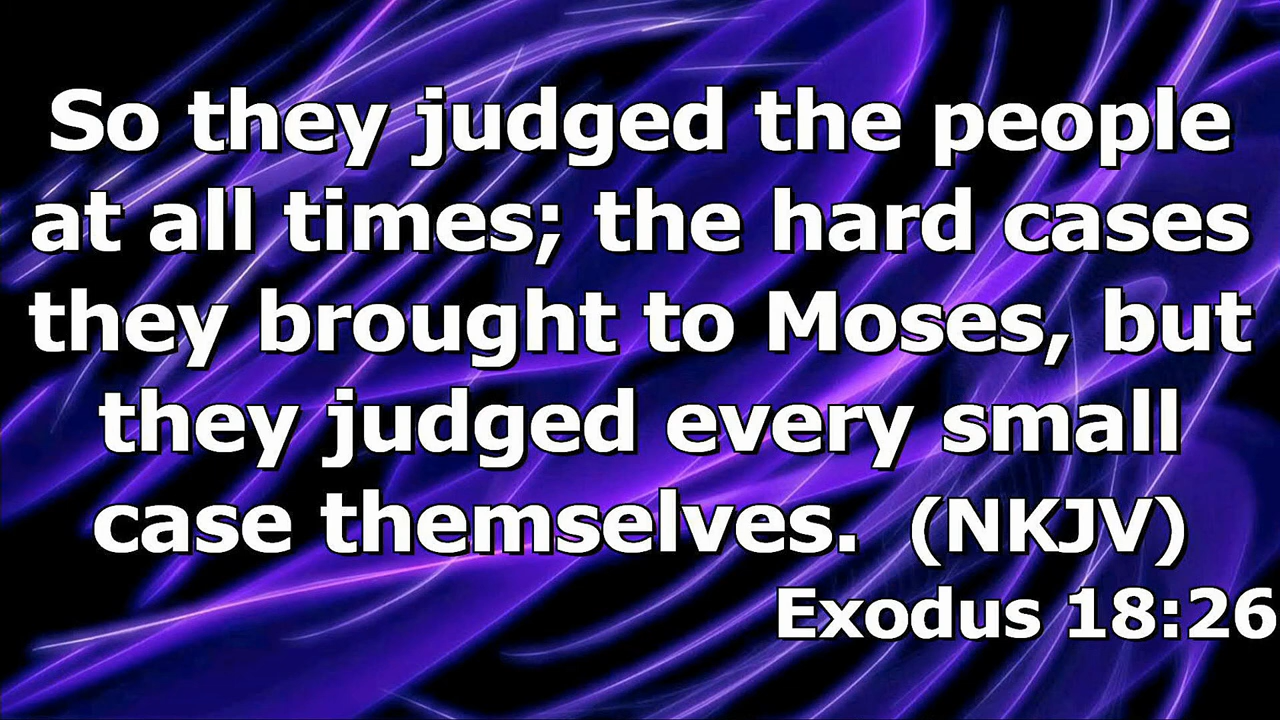 So they judged the people
at all times; the hard cases
they brought to Moses, but
they judged every small
case themselves. (NKJV)
Exodus 18:26